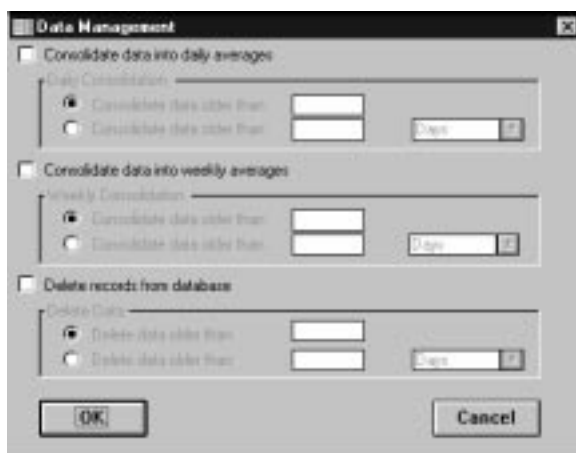 Data Management
Consolidate data into daily averages
Daily Consolidation
Consolidate data older than
Consolidate data older than
Days
Consolidate data into weekly averages
Weekly Consolidation
Consolidate data older than
Consolidate data older than
Days
Delete records from database
Delete Data
Delete data older than
Delete data older than
Days
OK
Cancel